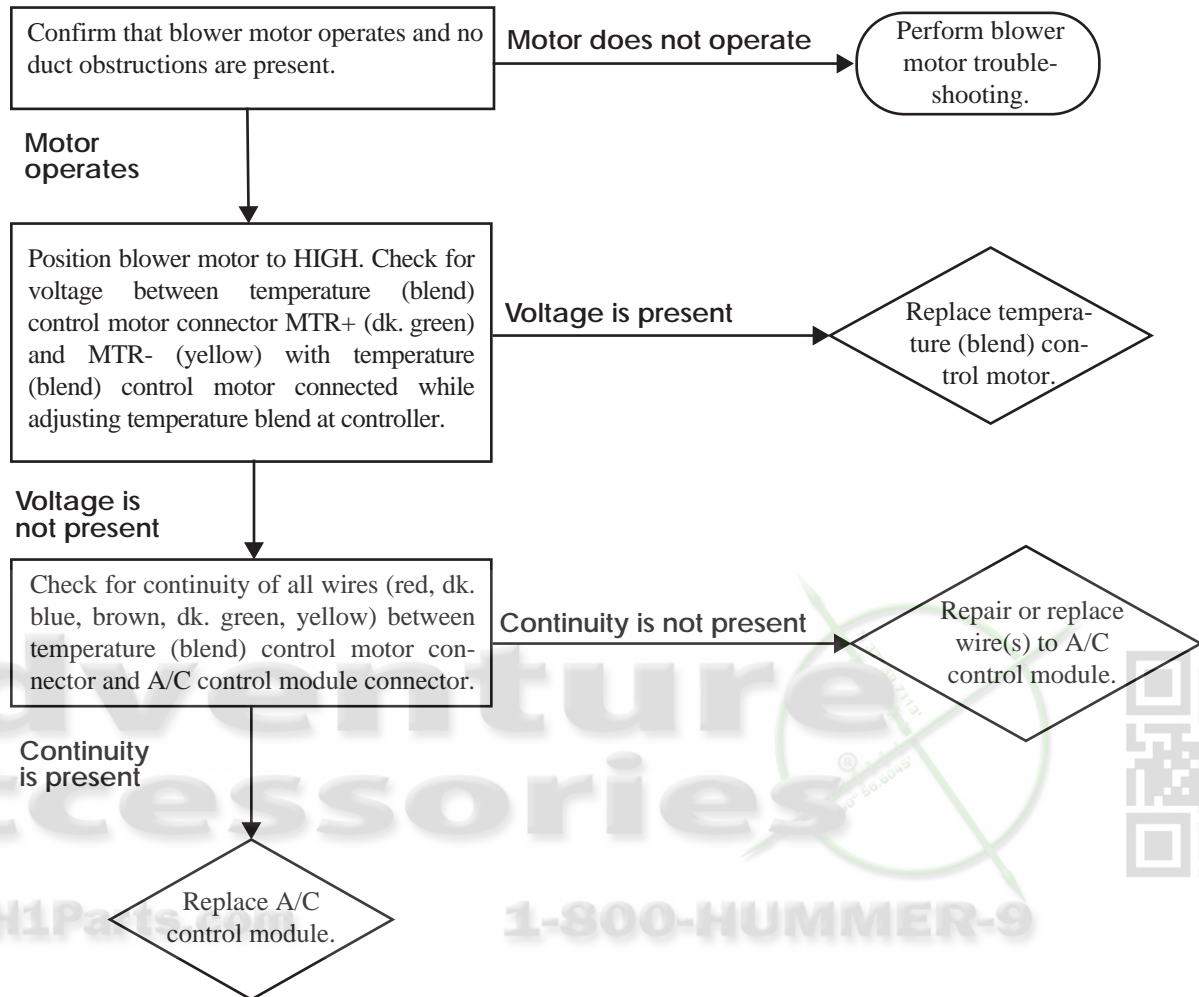 Confirm that blower motor operates and no
duct obstructions are present.
Motor does not operate
Perform blower
motor trouble-
shooting.
Motor
operates
Position blower motor to HIGH. Check for
voltage between temperature (blend)
control motor connector MTR+ (dk. green)
and MTR- (yellow) with temperature
(blend) control motor connected while
adjusting temperature blend at controller.
Voltage is present
Replace tempera-
ture (blend) con-
trol motor.
Voltage is
not present
Check for continuity of all wires (red, dk.
blue, brown, dk. green, yellow) between
temperature (blend) control motor con-
nector and A/C control module connector.
Continuity is not present
Repair or replace
wire(s) to A/C
control module.
dventure
Continuity
is present
ccessories
®
Replace A/C
control module.
H1Parts.com
1-800-HUMMER-9